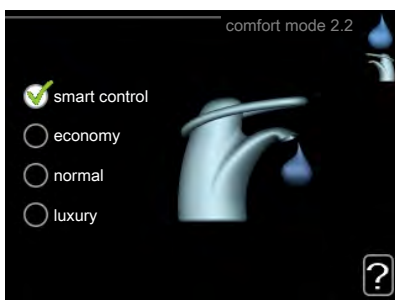 comfort mode 2.2
smart control
economy
normal
luxury
?